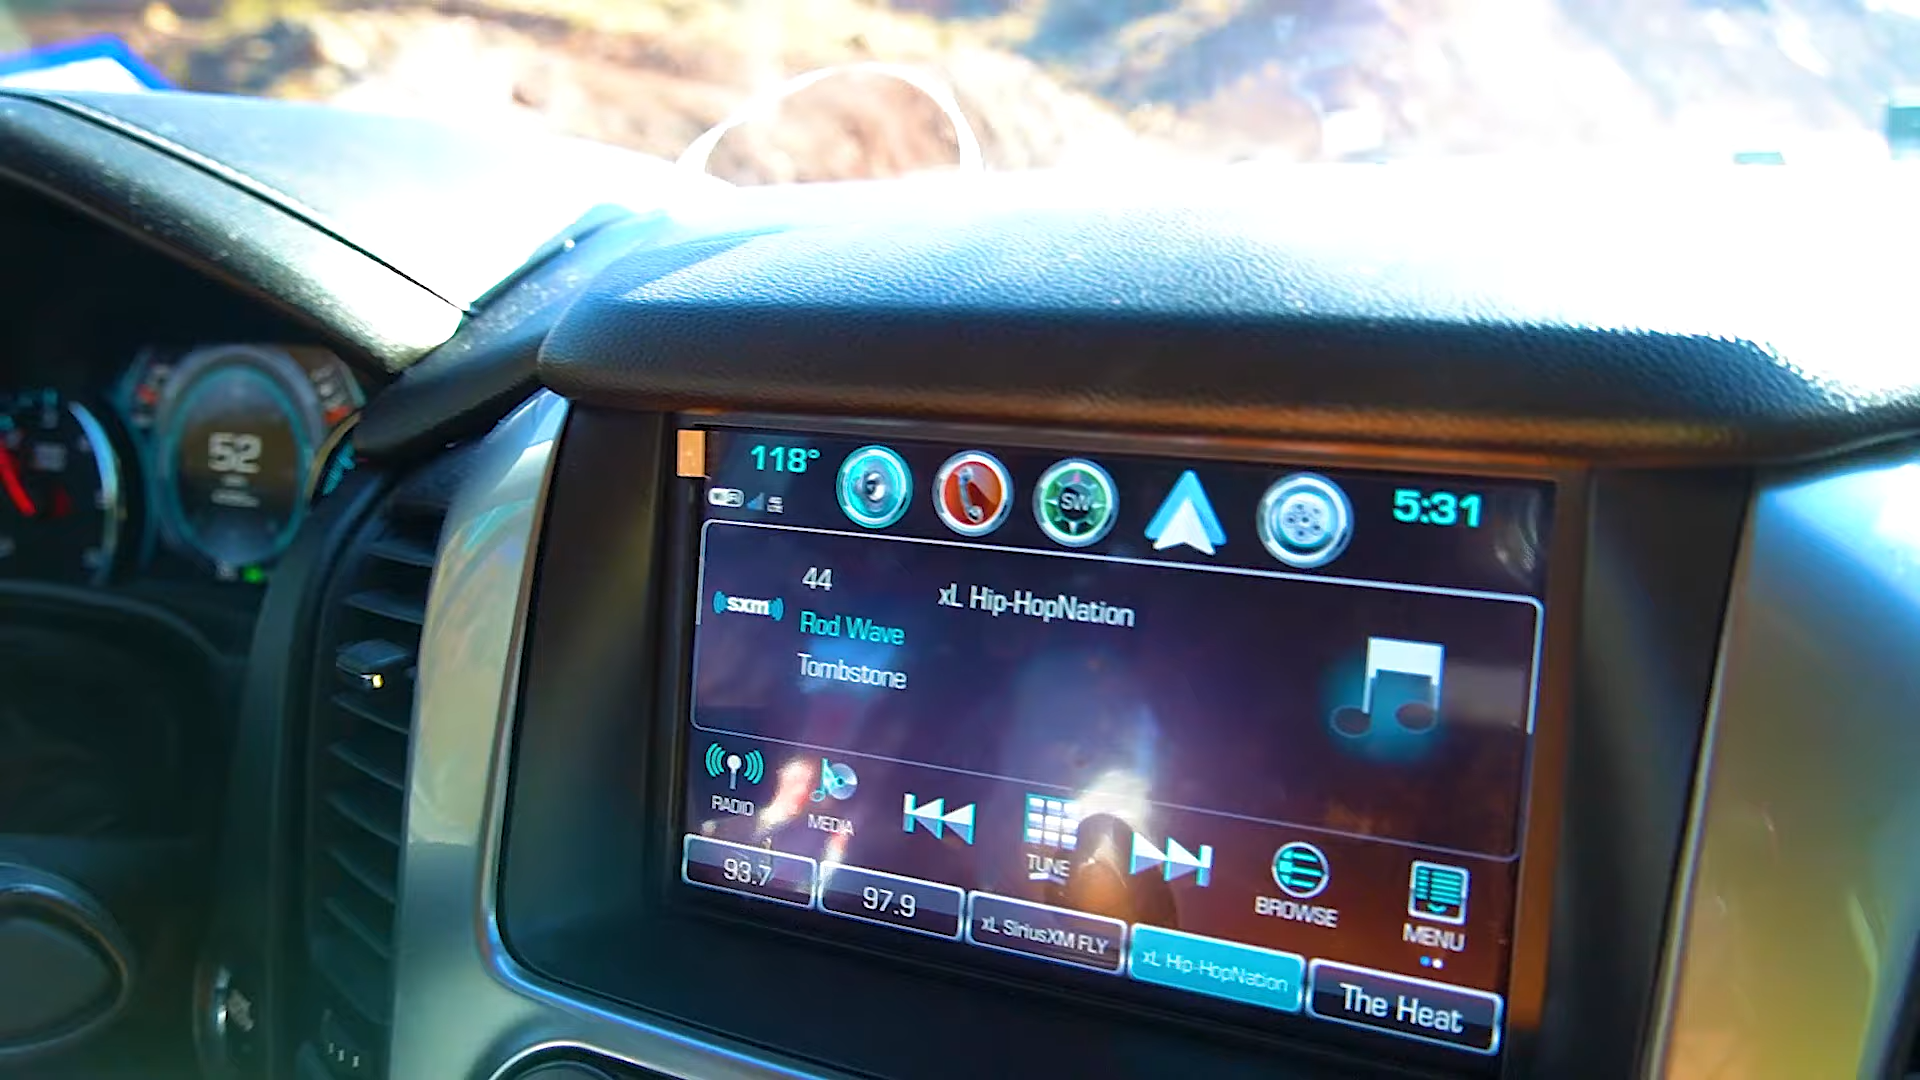 52
118°
SW
5:31
44
xL Hip-HopNation
((sxm))
Rod Wave
Tombstone
RADIO
MEDIA
TUNE
BROWSE
MENU
93.7
97.9
xL SiriusXM FLY
xL Hip-HopNation
The Heat